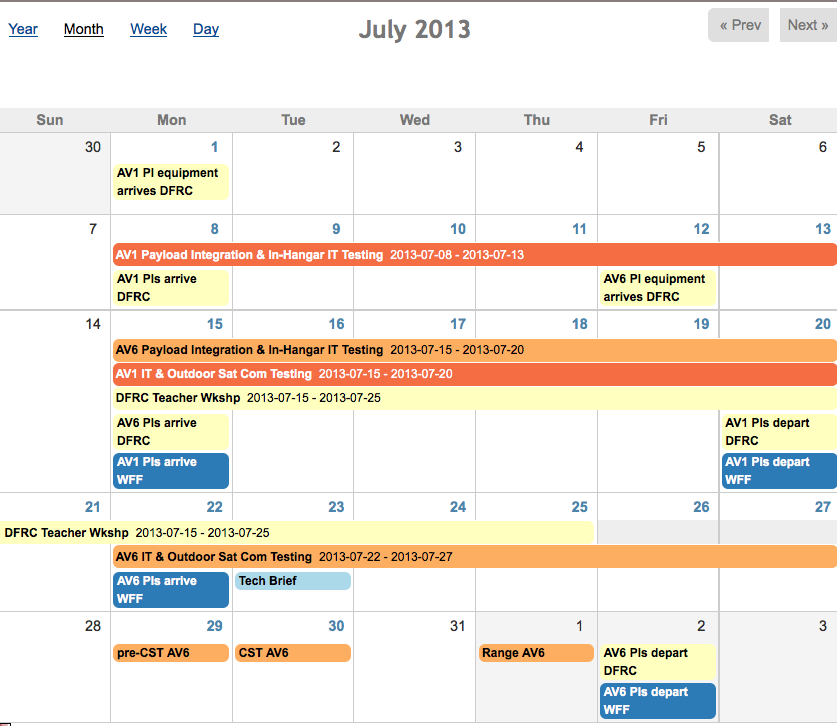 Year Month Week Day July 2013 « Prev Next »
Sun Mon Tue Wed Thu Fri Sat
30 1 2 3 4 5 6
AV1 PI equipment
arrives DFRC
7 8 9 10 11 12 13
AV1 Payload Integration & In-Hangar IT Testing 2013-07-08 - 2013-07-13
AV1 PIs arrive
DFRC
AV6 PI equipment
arrives DFRC
14 15 16 17 18 19 20
AV6 Payload Integration & In-Hangar IT Testing 2013-07-15 - 2013-07-20
AV1 IT & Outdoor Sat Com Testing 2013-07-15 - 2013-07-20
DFRC Teacher Wkshp 2013-07-15 - 2013-07-25
AV6 PIs arrive
DFRC
AV1 PIs depart
DFRC
AV1 PIs arrive
WFF
AV1 PIs depart
WFF
21 22 23 24 25 26 27
DFRC Teacher Wkshp 2013-07-15 - 2013-07-25
AV6 IT & Outdoor Sat Com Testing 2013-07-22 - 2013-07-27
AV6 PIs arrive
WFF
Tech Brief
28 29 30 31 1 2 3
pre-CST AV6 CST AV6 Range AV6
AV6 PIs depart
DFRC
AV6 PIs depart
WFF